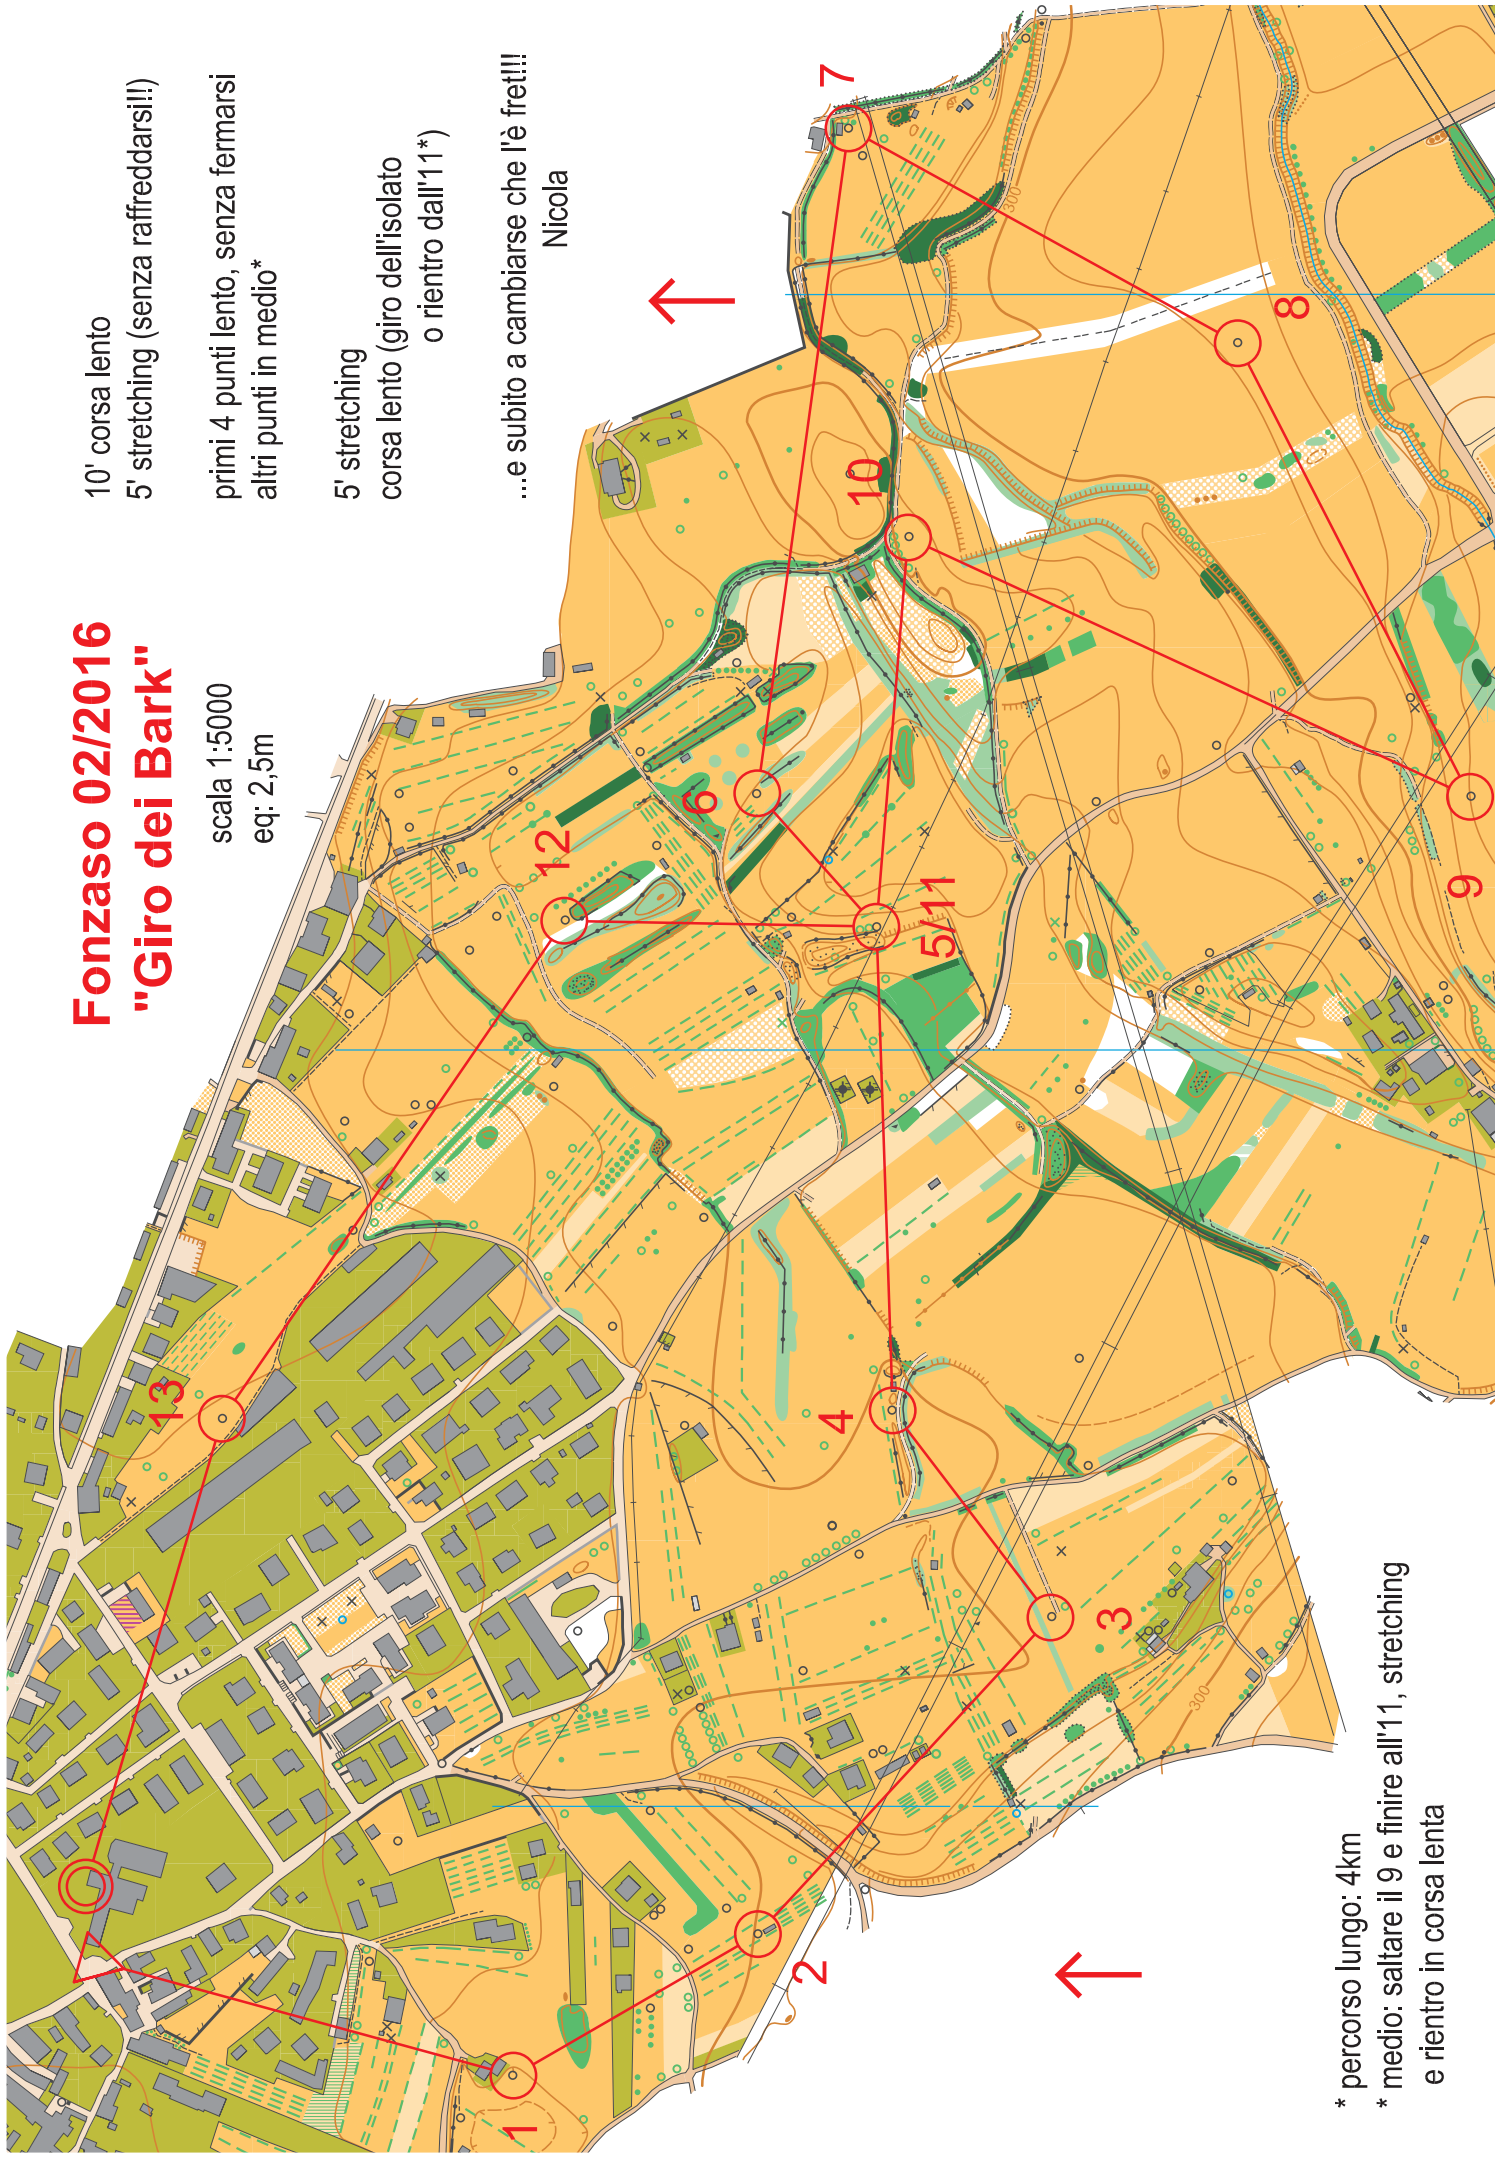 Fonzaso 02/2016
"Giro dei Bark"
scala 1:5000
eq: 2,5m
10' corsa lento
5' stretching (senza raffreddarsi!!)
primi 4 punti lento, senza fermarsi
altri punti in medio*
5' stretching
corsa lento (giro dell'isolato
o rientro dall'11*)
...e subito a cambiarse che l'è fret!!!
Nicola
13
12
6
10
7
1
2
4
3
5/11
9
8
300
300
* percorso lungo: 4km
* medio: saltare il 9 e finire all'11, stretching
e rientro in corsa lenta